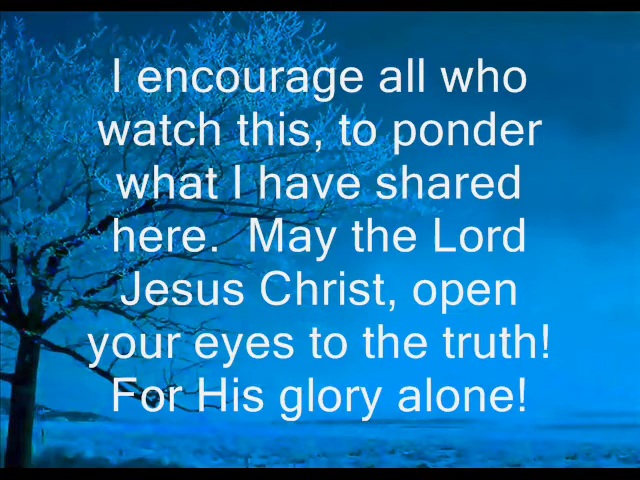 I encourage all who
watch this, to ponder
what I have shared
here.  May the Lord
Jesus Christ, open
your eyes to the truth!
For His glory alone!